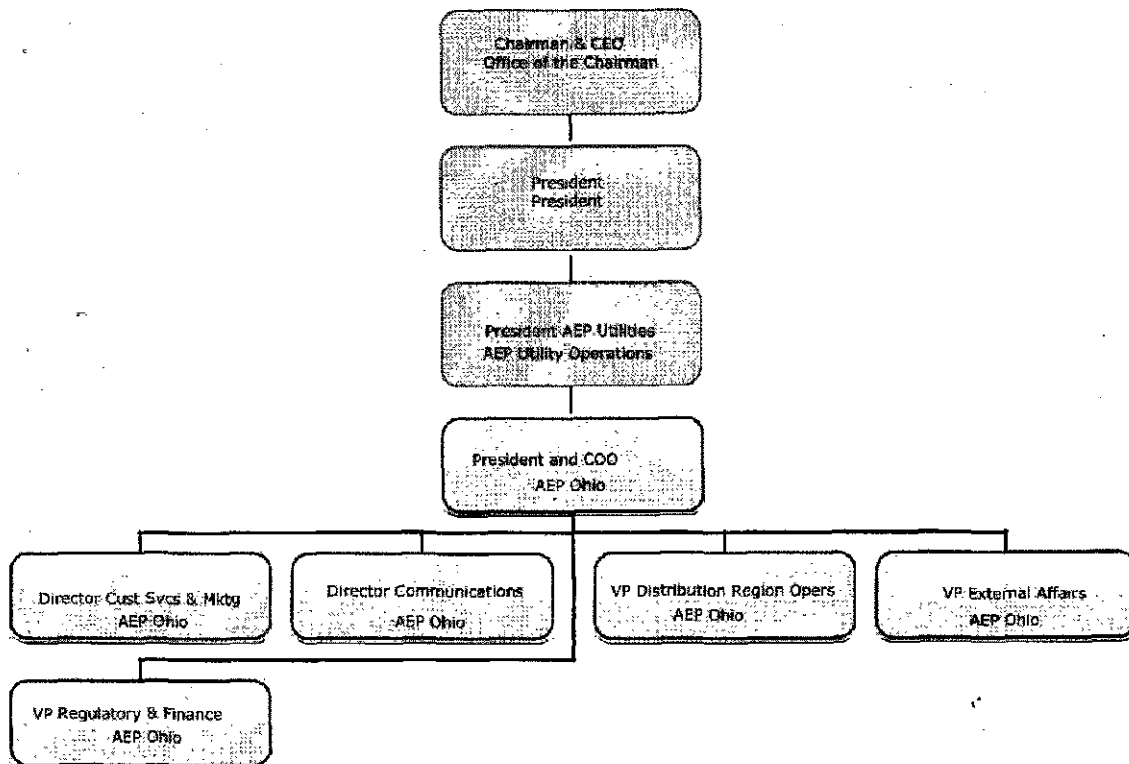 Chairman & CEO
Office of the Chairman
President
President
President AEP Utilities
AEP Utility Operations
President and COO
AEP Ohio
Director Cust Svcs & Mktg
AEP Ohio
Director Communications
AEP Ohio
VP Distribution Region Opers
AEP Ohio
VP External Affairs
AEP Ohio
VP Regulatory & Finance
AEP Ohio